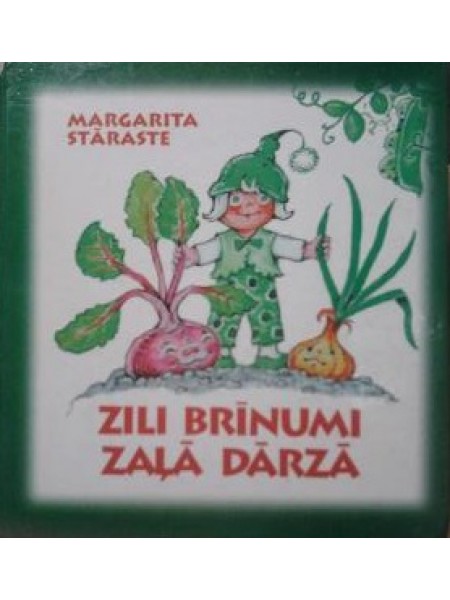 MARGARITA
STĀRASTE
ZILI BRĪNUMI
ZAĻĀ DĀRZĀ